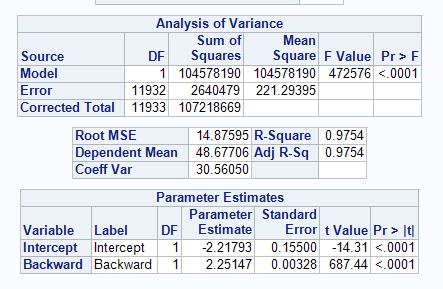 Analysis of Variance
Source DF Sum of Squares Mean Square F Value Pr > F
Model 1 104578190 104578190 472576 <.0001
Error 11932 2640479 221.29395
Corrected Total 11933 107218669
Root MSE 14.87595 R-Square 0.9754
Dependent Mean 48.67706 Adj R-Sq 0.9754
Coeff Var 30.56050
Parameter Estimates
Variable Label DF Parameter Estimate Standard Error t Value Pr > |t|
Intercept Intercept 1 -2.21793 0.15500 -14.31 <.0001
Backward Backward 1 2.25147 0.00328 687.44 <.0001